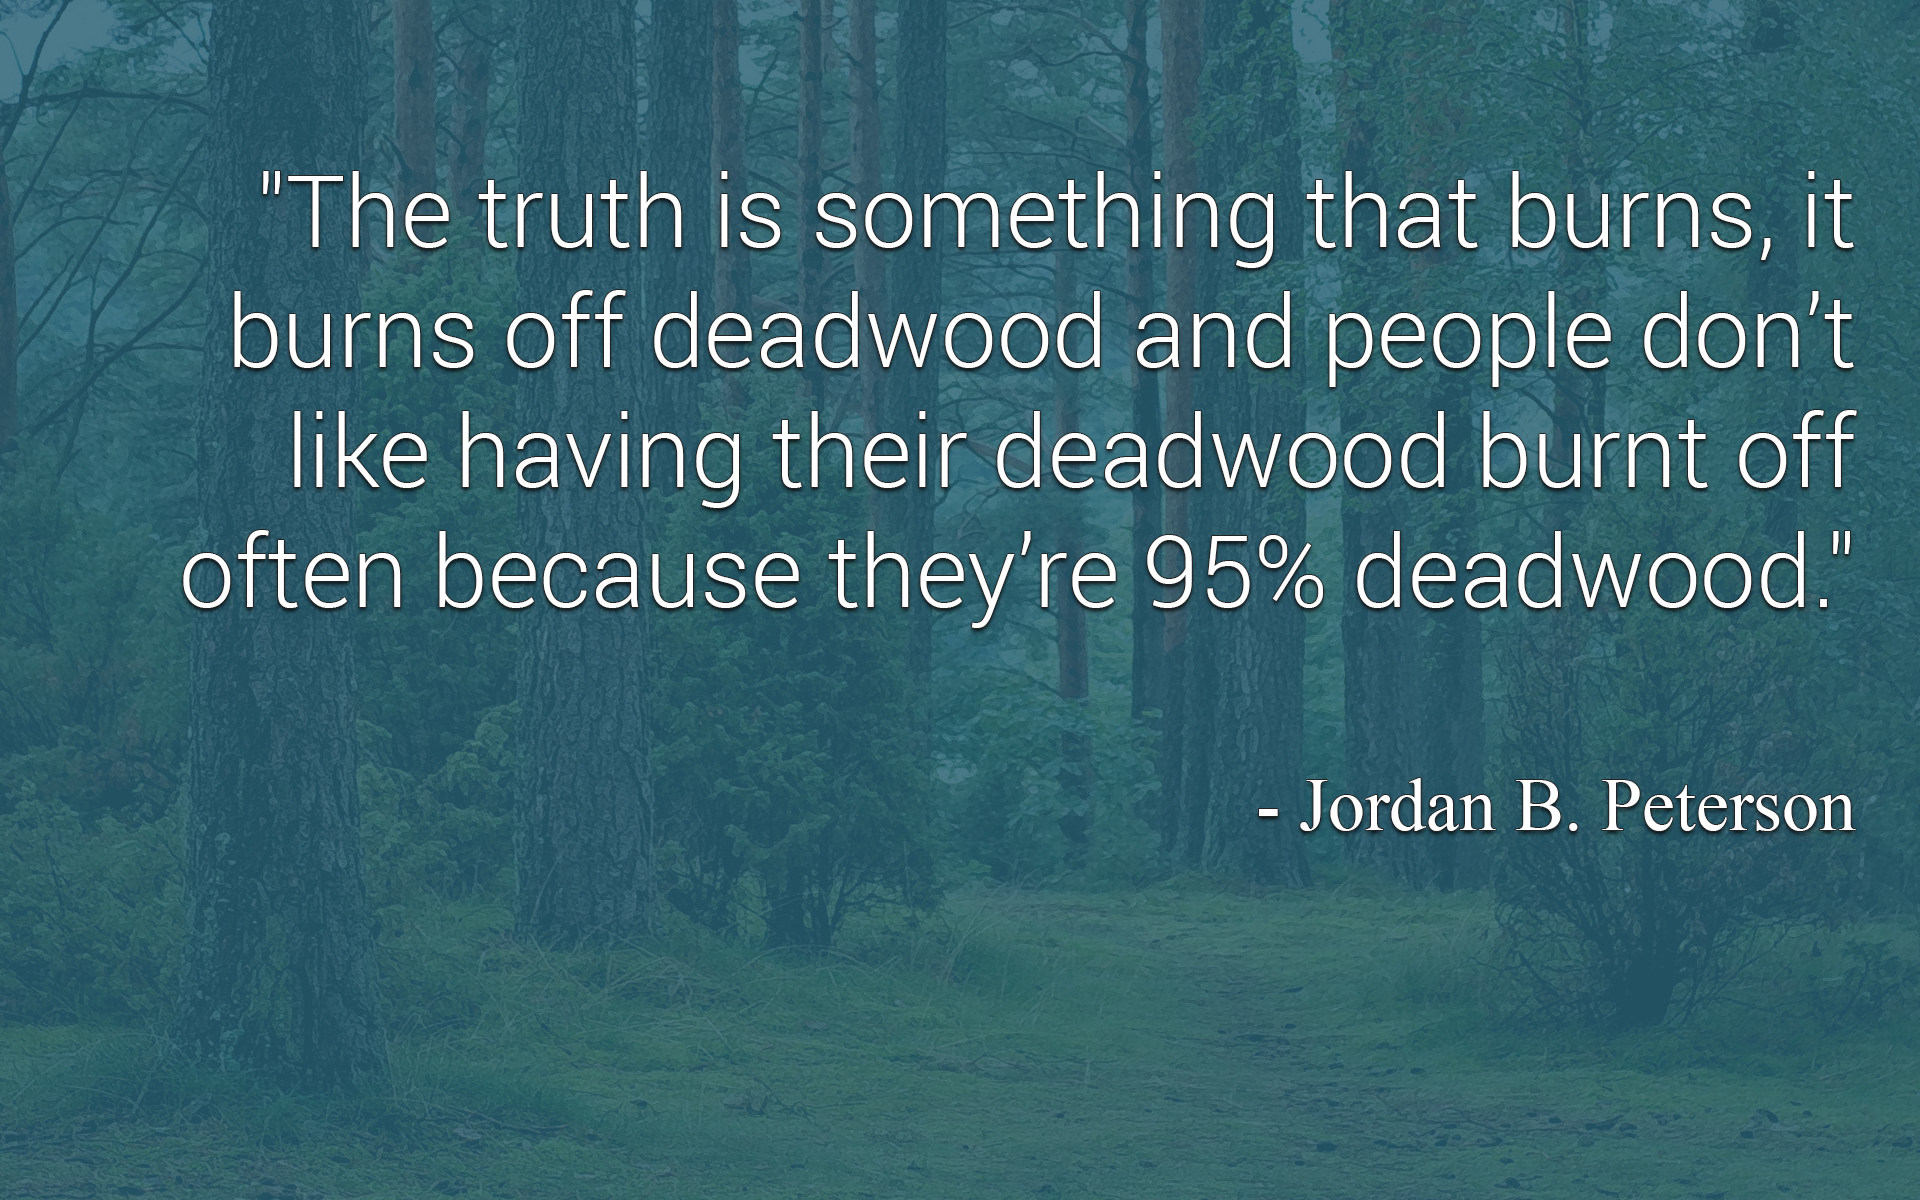 "The truth is something that burns, it
burns off deadwood and people don’t
like having their deadwood burnt off
often because they’re 95% deadwood."
- Jordan B. Peterson